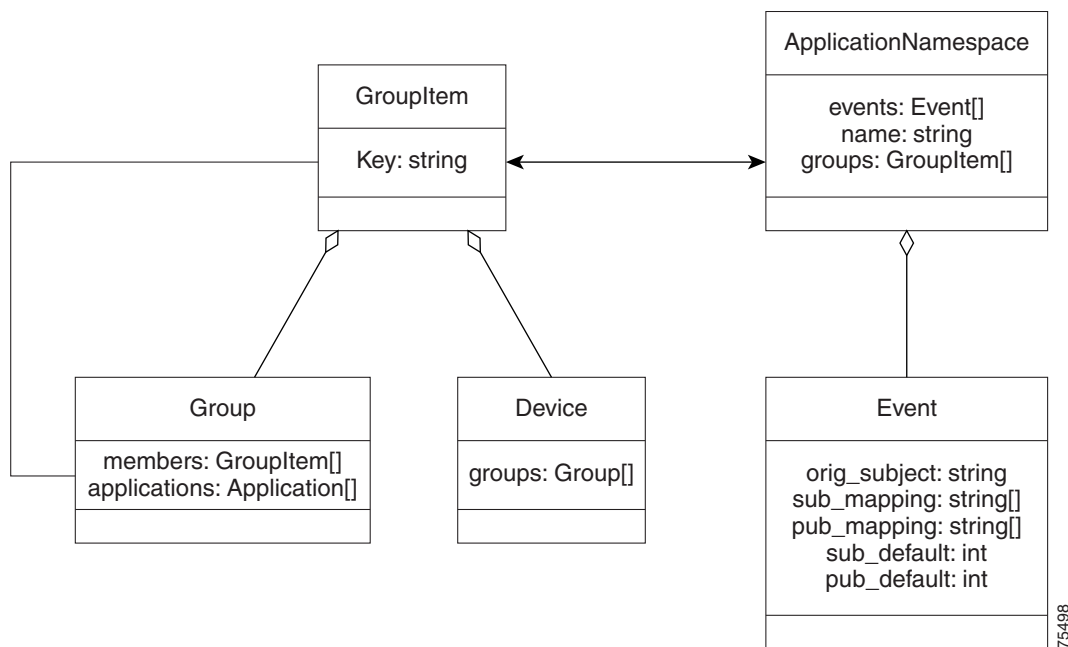 ApplicationNamespace
events: Event[]
name: string
groups: GroupItem[]
GroupItem
Key: string
Group
members: GroupItem[]
applications: Application[]
Device
groups: Group[]
Event
orig_subject: string
sub_mapping: string[]
pub_mapping: string[]
sub_default: int
pub_default: int
75498